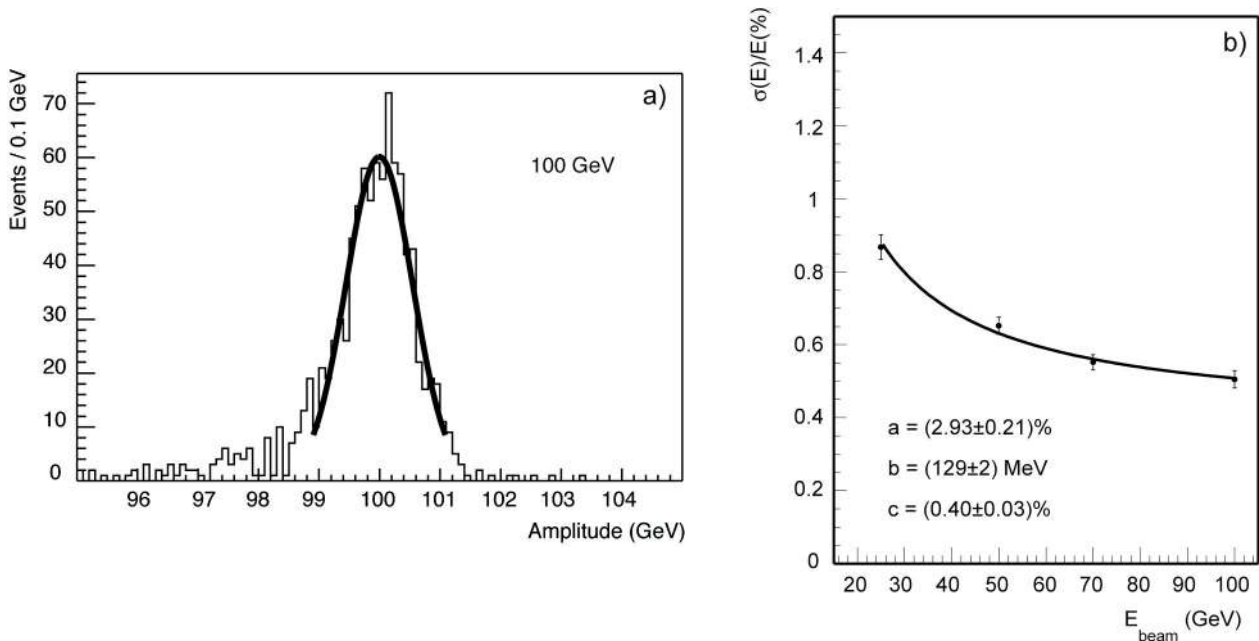 a)
Events / 0.1 GeV
70
60
50
40
30
20
10
0
100 GeV
96 97 98 99 100 101 102 103 104
Amplitude (GeV)
b)
σ(E)/E(%)
1.4
1.2
1
0.8
0.6
0.4
0.2
0
a = (2.93±0.21)%
b = (129±2) MeV
c = (0.40±0.03)%
20 30 40 50 60 70 80 90 100
E_beam (GeV)